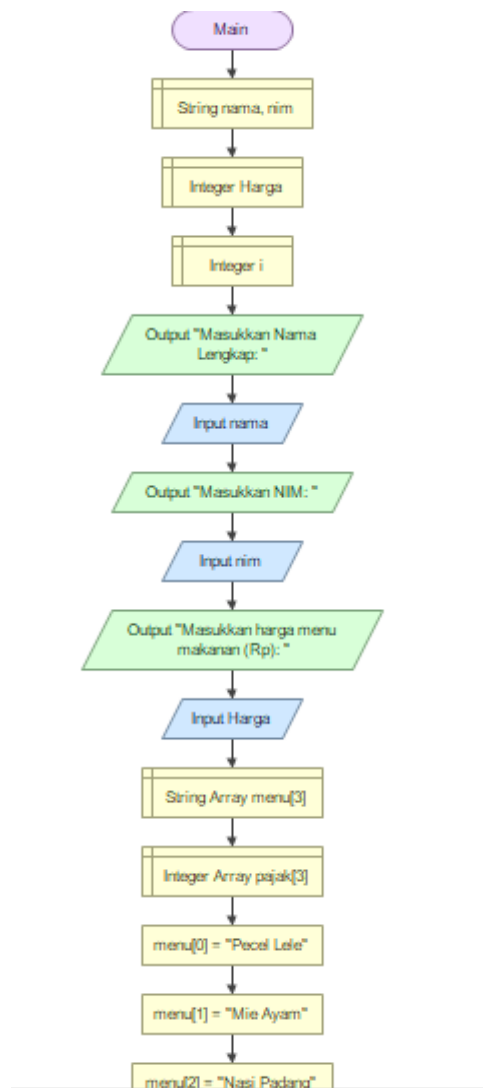 Main
String nama, nim
Integer Harga
Integer i
Output "Masukkan Nama
Lengkap: "
Input nama
Output "Masukkan NIM: "
Input nim
Output "Masukkan harga menu
makanan (Rp): "
Input Harga
String Array menu[3]
Integer Array pajak[3]
menu[0] = "Pecel Lele"
menu[1] = "Mie Ayam"
menu[2] = "Nasi Padang"